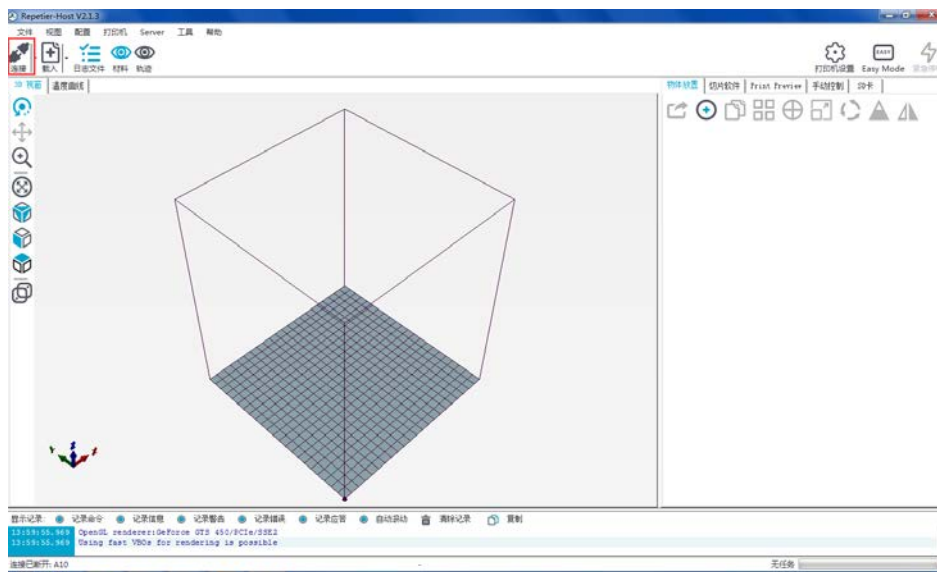 Repetier-Host V2.1.3
文件 视图 配置 打印机 Server 工具 帮助
连接 载入 日志文件 材料 轨迹 打印机设置 Easy Mode
EASY
3D 视窗 温度曲线 物体放置 切片软件 Print Preview 手动控制 SD卡
显示记录: 记录命令 记录信息 记录警告 记录错误 记录应答 自动滚动 清除记录 复制
13:59:55.969 OpenGL renderer:GeForce GTS 450/PCIe/SSE2
13:59:55.969 Using fast VBOs for rendering is possible
连接已断开: A10 - 无任务